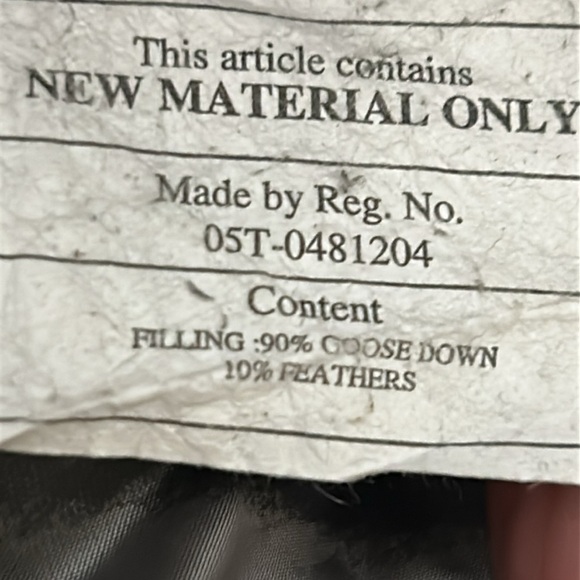 This article contains
NEW MATERIAL ONLY
Made by Reg. No.
05T-0481204
Content
FILLING :90% GOOSE DOWN
10% FEATHERS